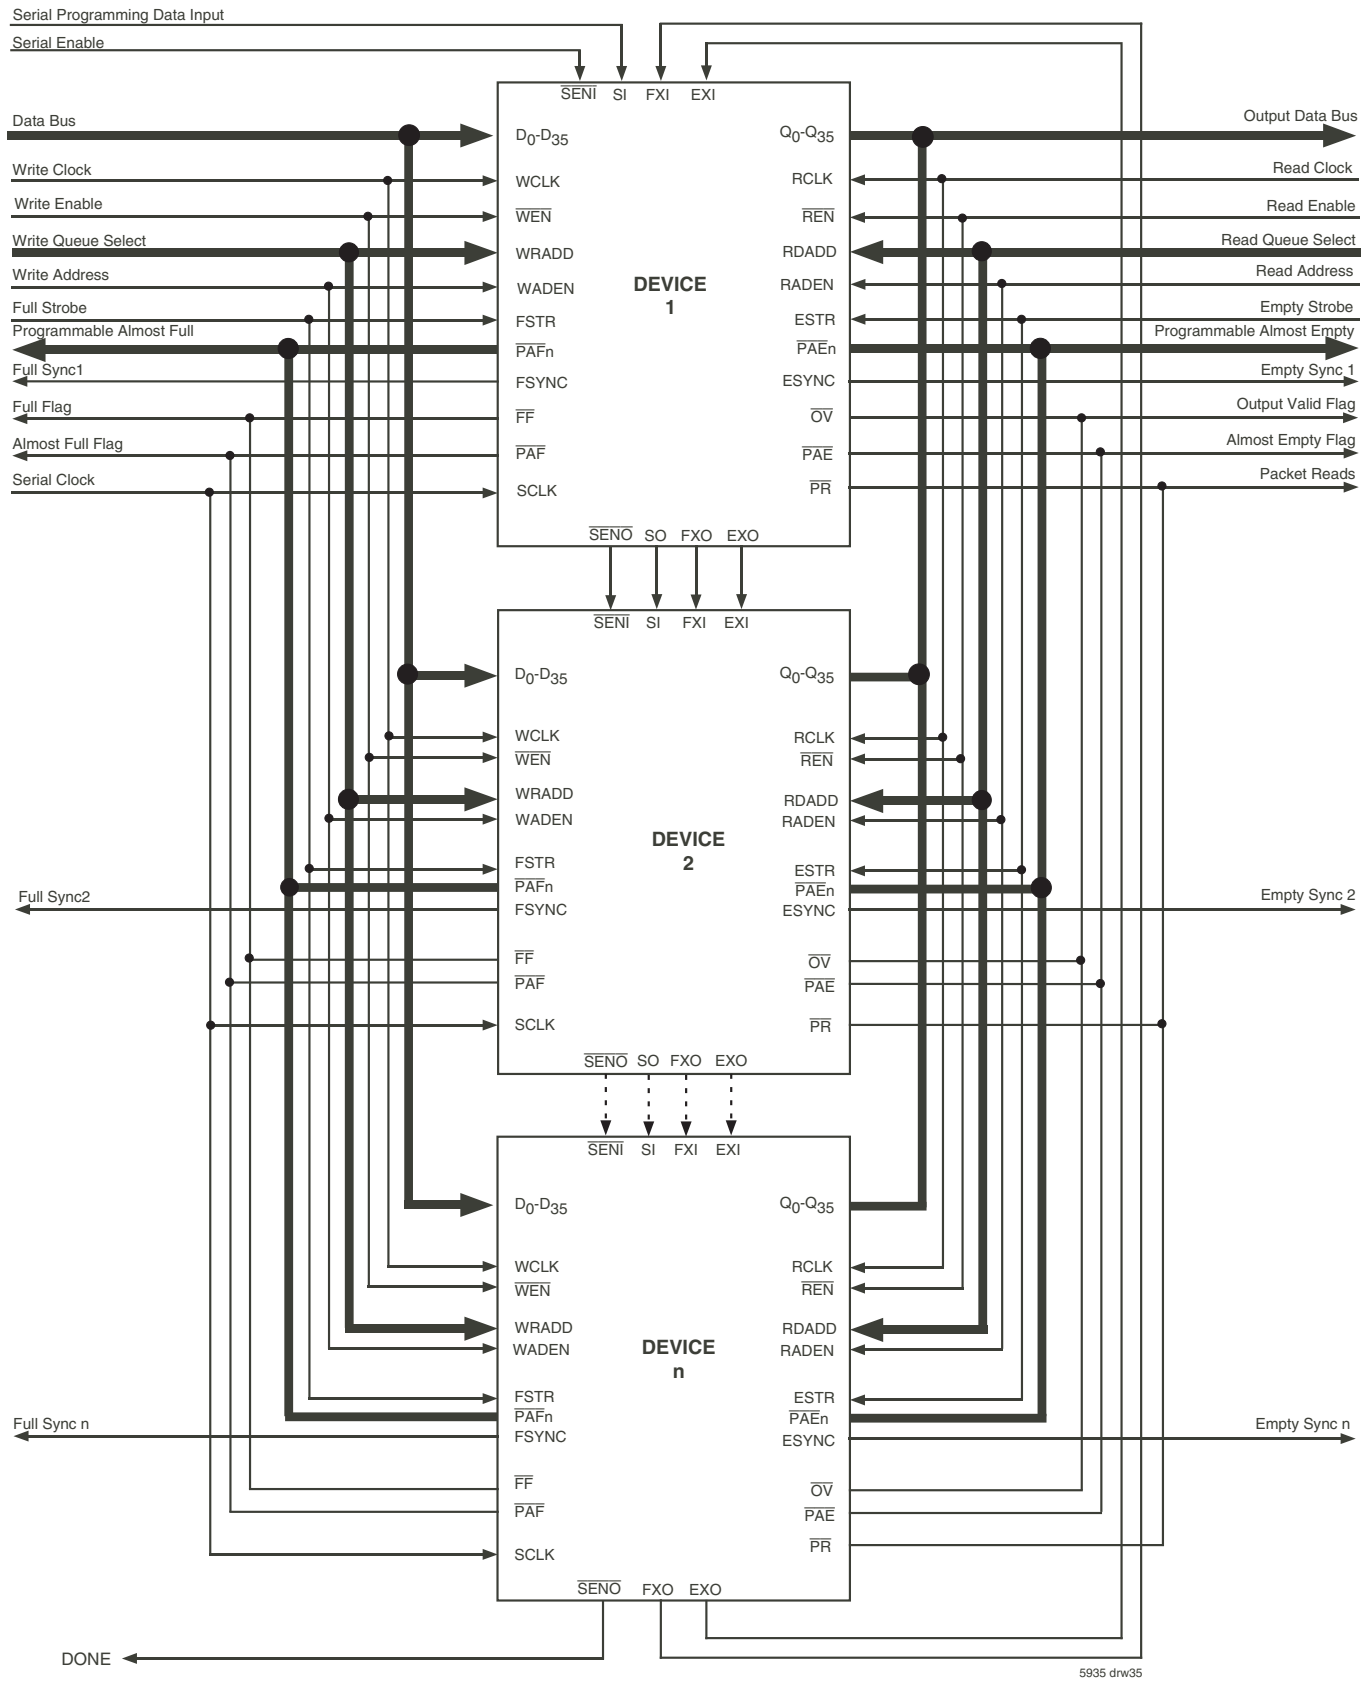 Serial Programming Data Input
Serial Enable
SENI SI FXI EXI
Data Bus D0-D35 Q0-Q35 Output Data Bus
Write Clock WCLK RCLK Read Clock
Write Enable WEN REN Read Enable
Write Queue Select WRADD RDADD Read Queue Select
Write Address WADEN RADEN Read Address
DEVICE
1
Full Strobe FSTR ESTR Empty Strobe
Programmable Almost Full PAFn PAEn Programmable Almost Empty
Full Sync1 FSYNC ESYNC Empty Sync 1
Full Flag FF OV Output Valid Flag
Almost Full Flag PAF PAE Almost Empty Flag
Serial Clock SCLK PR Packet Reads
SENO SO FXO EXO
SENI SI FXI EXI
D0-D35 Q0-Q35
WCLK RCLK
WEN REN
WRADD RDADD
WADEN RADEN
DEVICE
2
FSTR ESTR
PAFn PAEn
Full Sync2 FSYNC ESYNC Empty Sync 2
FF OV
PAF PAE
SCLK PR
SENO SO FXO EXO
SENI SI FXI EXI
D0-D35 Q0-Q35
WCLK RCLK
WEN REN
WRADD RDADD
WADEN RADEN
DEVICE
n
FSTR ESTR
PAFn PAEn
Full Sync n FSYNC ESYNC Empty Sync n
FF OV
PAF PAE
SCLK PR
SENO FXO EXO
DONE
5935 drw35